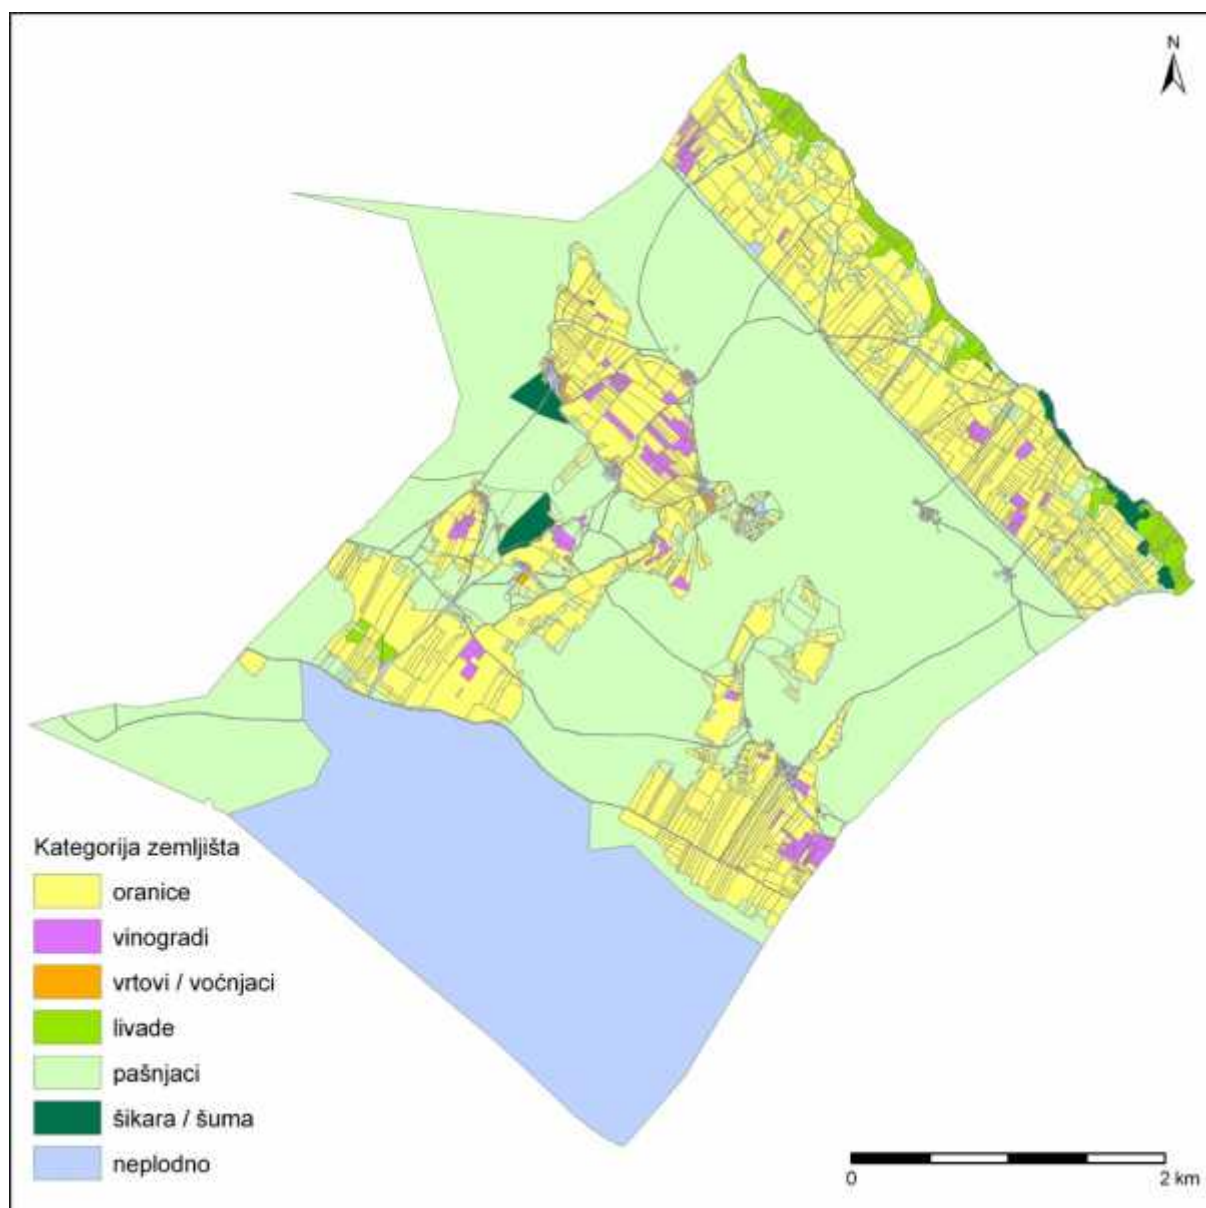 N
Kategorija zemljišta
oranice
vinogradi
vrtovi / voćnjaci
livade
pašnjaci
šikara / šuma
neplodno
0 2 km